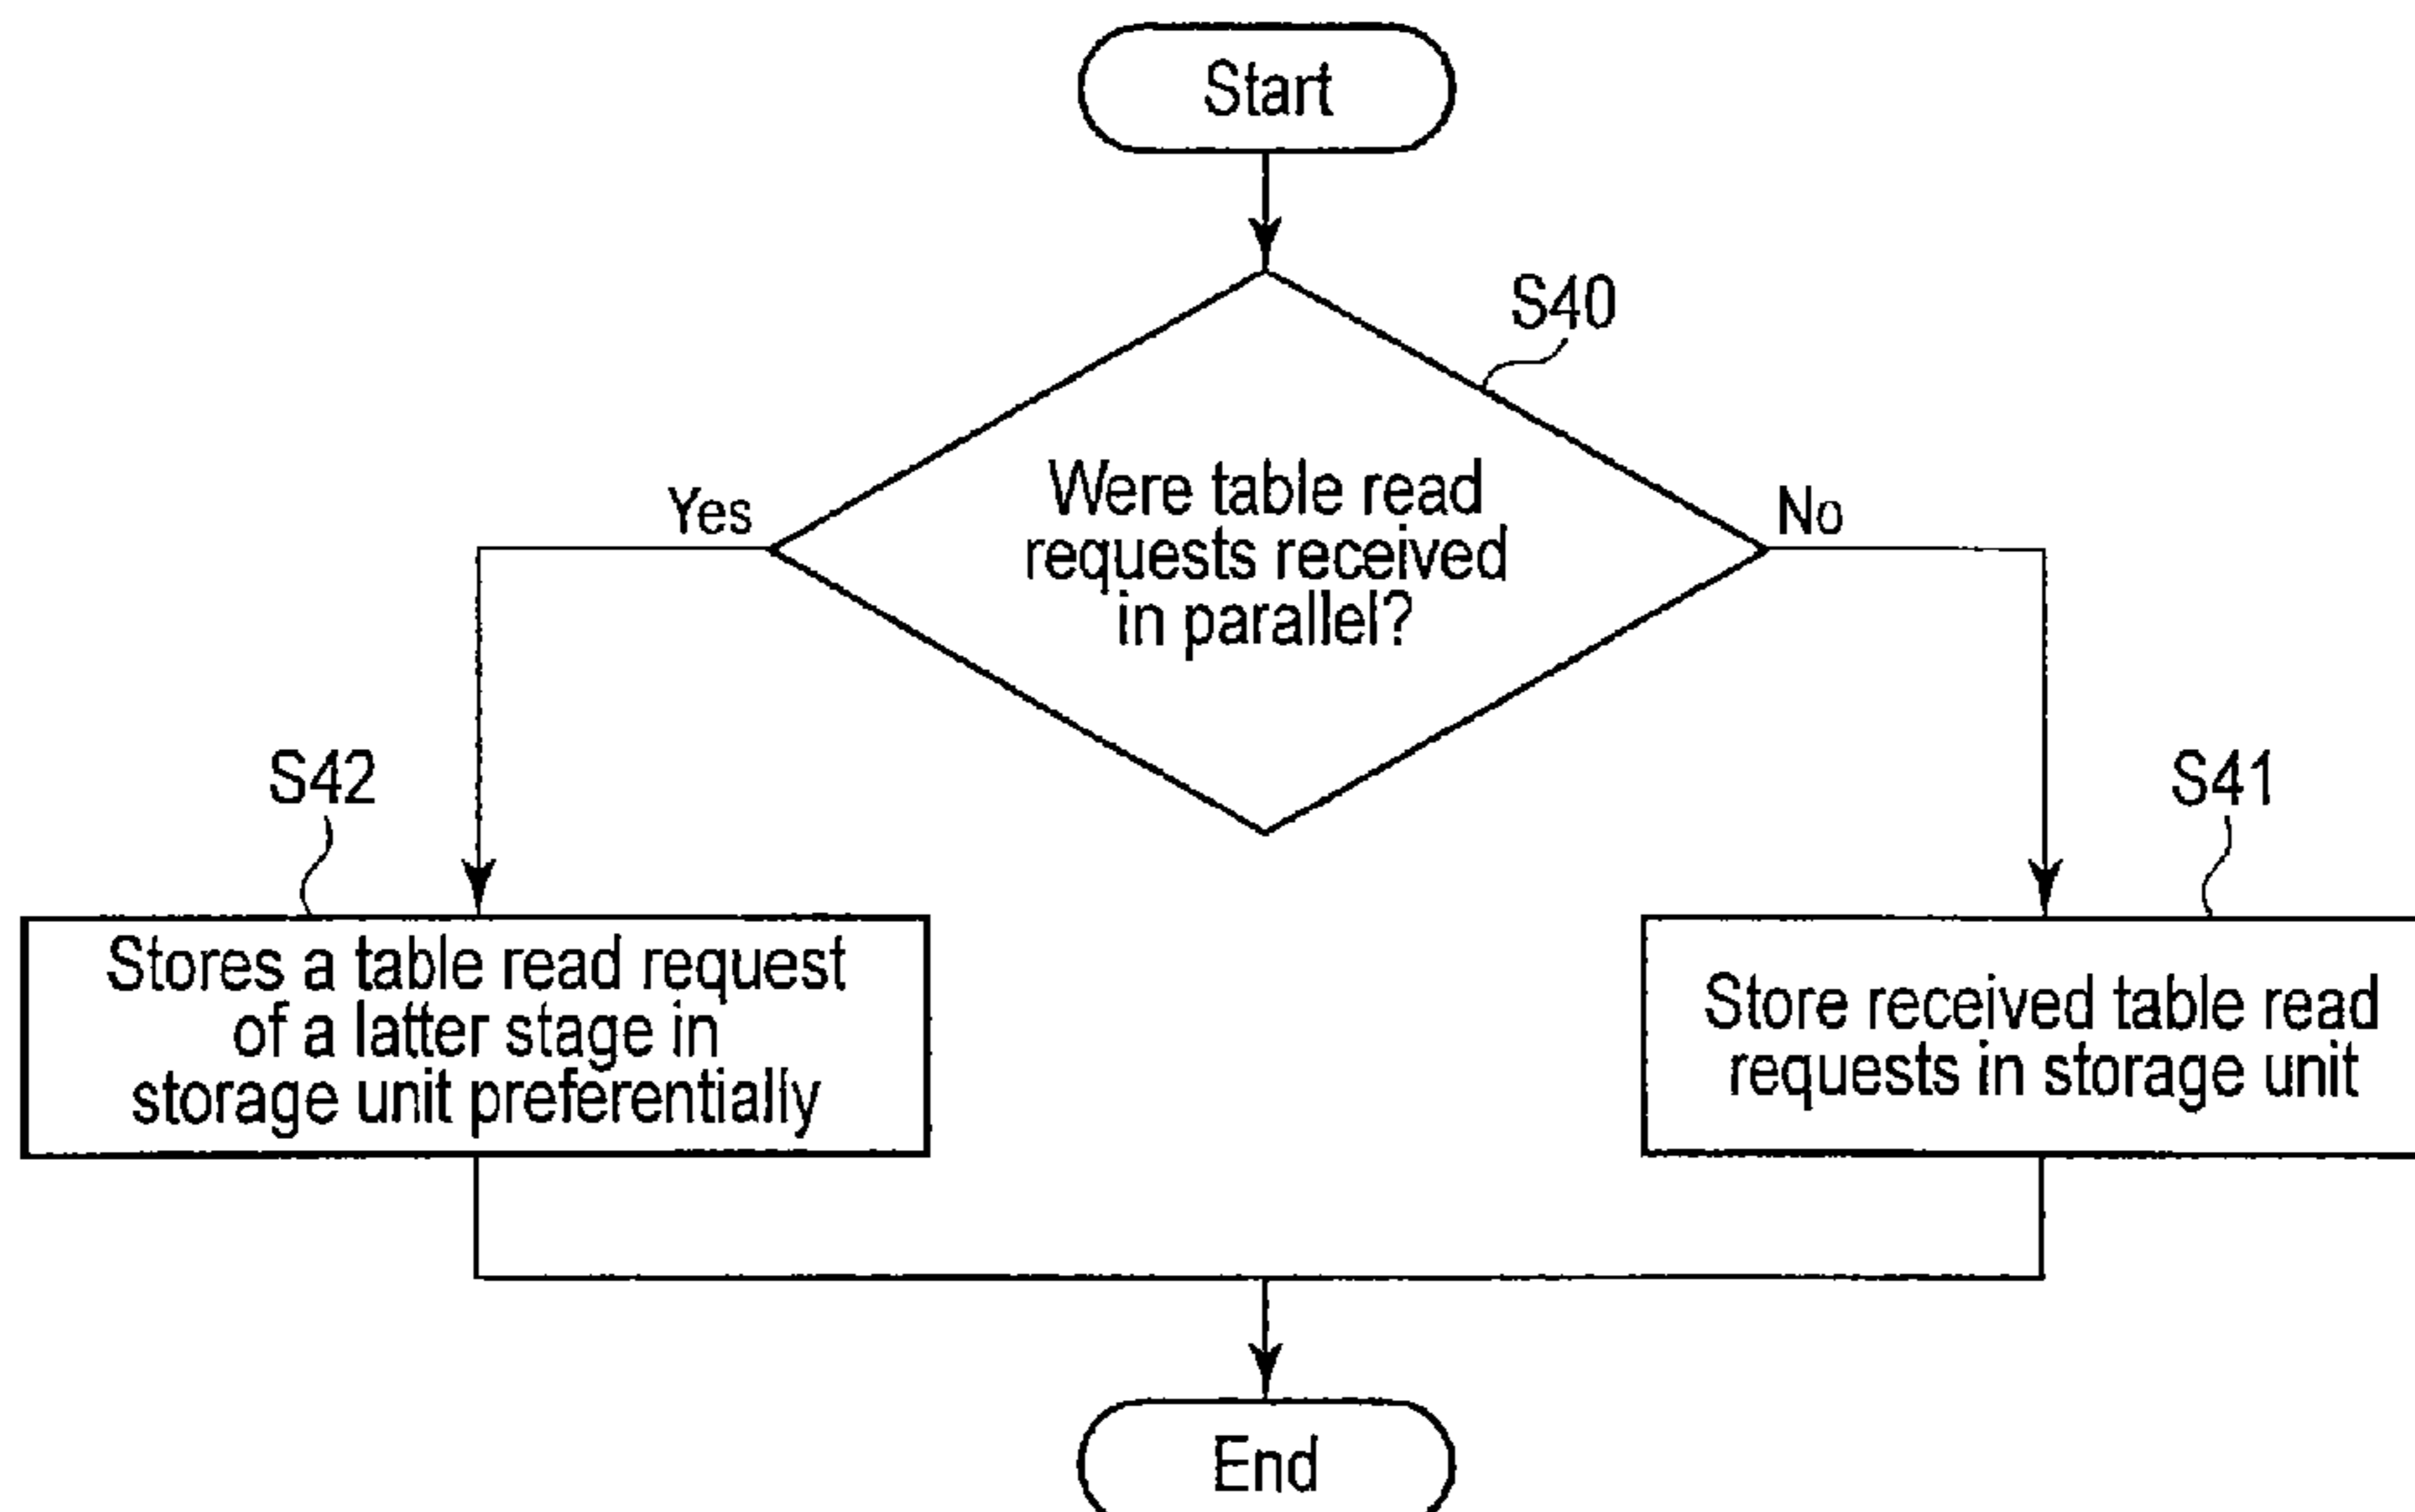 Start
S40
Were table read
requests received
in parallel?
Yes
No
S42
S41
Stores a table read request
of a latter stage in
storage unit preferentially
Store received table read
requests in storage unit
End